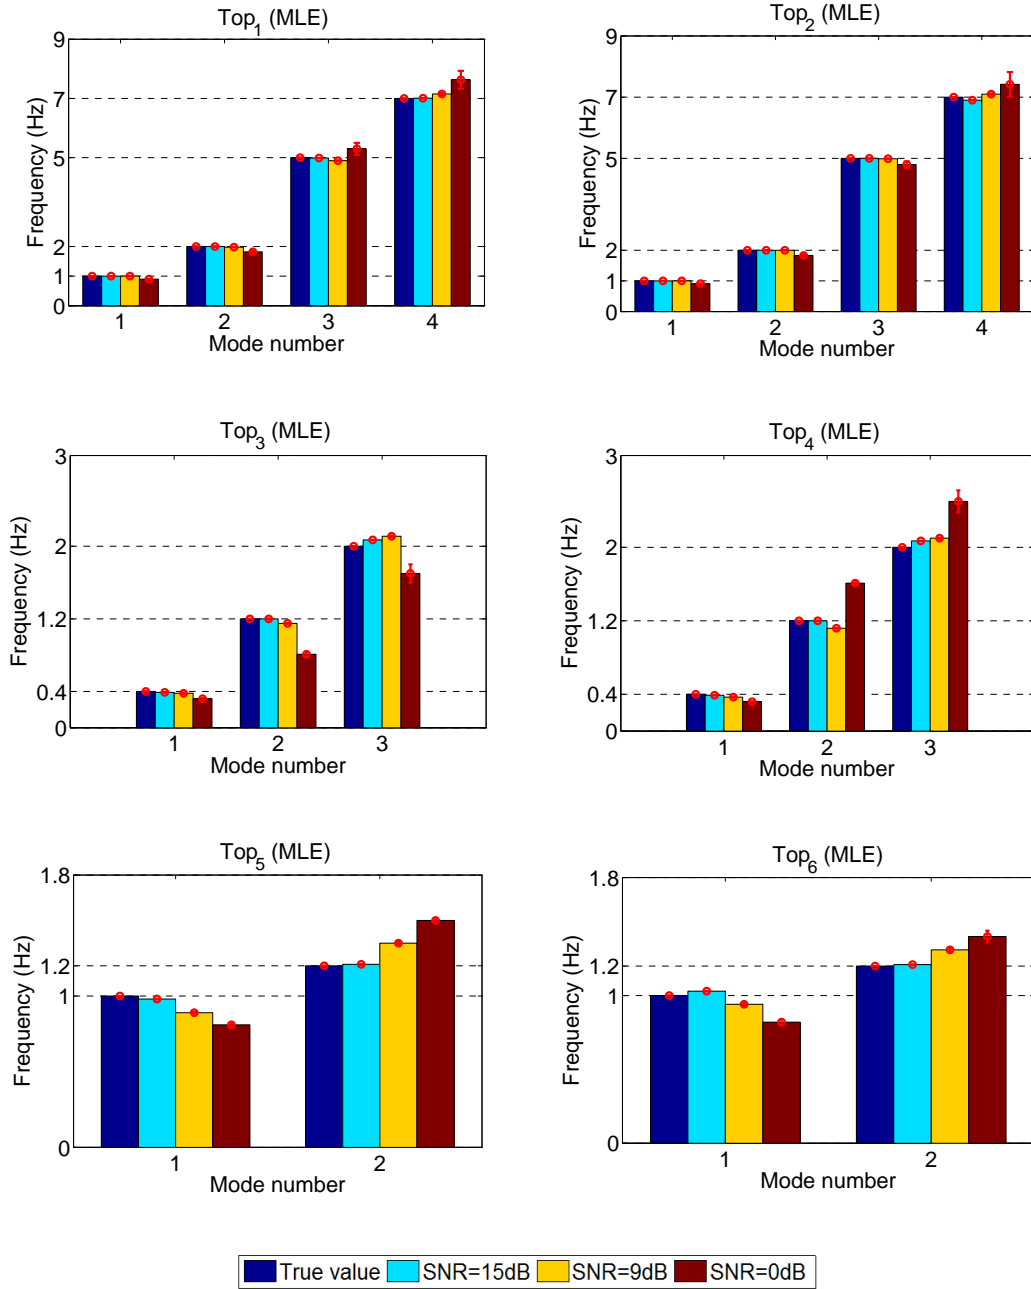 Top1 (MLE)
Frequency (Hz)
9
7
5
2
1
0
1 2 3 4
Mode number
Top2 (MLE)
Frequency (Hz)
9
7
5
2
1
0
1 2 3 4
Mode number
Top3 (MLE)
Frequency (Hz)
3
2
1.2
0.4
0
1 2 3
Mode number
Top4 (MLE)
Frequency (Hz)
3
2
1.2
0.4
0
1 2 3
Mode number
Top5 (MLE)
Frequency (Hz)
1.8
1.2
1
0
1 2
Mode number
Top6 (MLE)
Frequency (Hz)
1.8
1.2
1
0
1 2
Mode number
True value SNR=15dB SNR=9dB SNR=0dB